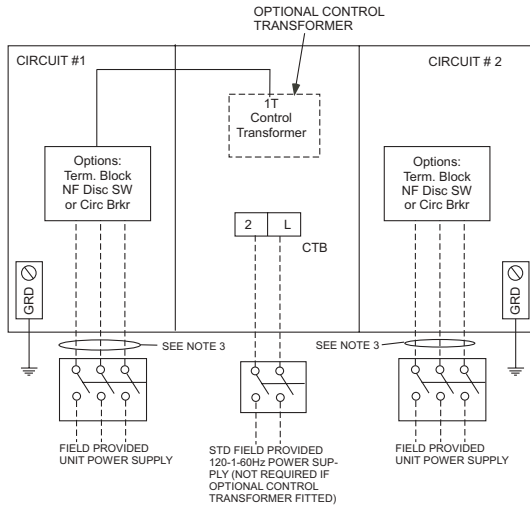 OPTIONAL CONTROL
TRANSFORMER
CIRCUIT #1
CIRCUIT # 2
1T
Control
Transformer
Options:
Term. Block
NF Disc SW
or Circ Brkr
Options:
Term. Block
NF Disc SW
or Circ Brkr
2
L
CTB
GRD
GRD
SEE NOTE 3
SEE NOTE 3
FIELD PROVIDED
UNIT POWER SUPPLY
STD FIELD PROVIDED
120-1-60Hz POWER SUP-
PLY (NOT REQUIRED IF
OPTIONAL CONTROL
TRANSFORMER FITTED)
FIELD PROVIDED
UNIT POWER SUPPLY